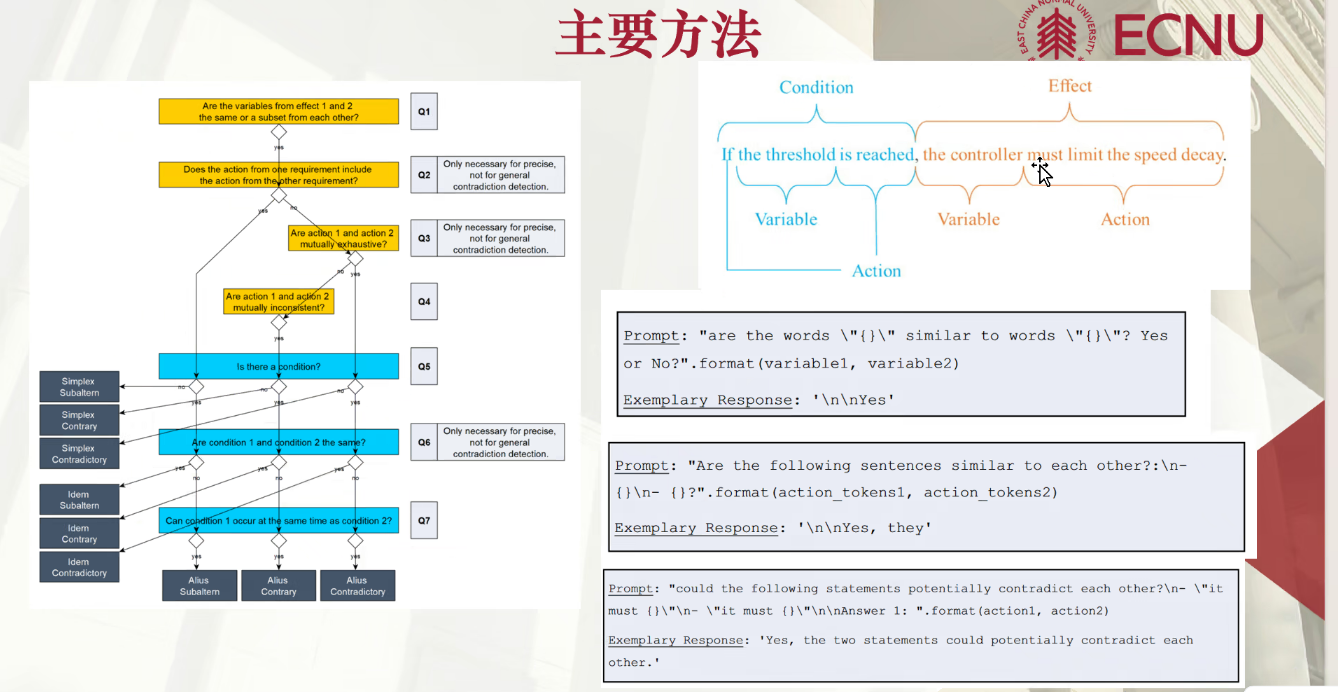 主要方法
EAST CHINA NORMAL UNIVERSITY
ECNU
Are the variables from effect 1 and 2
the same or a subset from each other?
Q1
yes
Does the action from one requirement include
the action from the other requirement?
Q2
Only necessary for precise,
not for general
contradiction detection.
yes
no
Are action 1 and action 2
mutually exhaustive?
Q3
Only necessary for precise,
not for general
contradiction detection.
no
yes
Are action 1 and action 2
mutually inconsistent?
Q4
yes
Is there a condition?
Q5
Simplex
Subaltern
no
no
no
yes
yes
yes
Simplex
Contrary
Simplex
Contradictory
Are condition 1 and condition 2 the same?
Q6
Only necessary for precise,
not for general
contradiction detection.
yes
yes
yes
no
no
no
Idem
Subaltern
Idem
Contrary
Idem
Contradictory
Can condition 1 occur at the same time as condition 2?
Q7
yes
yes
yes
Alius
Subaltern
Alius
Contrary
Alius
Contradictory
Condition
Effect
If the threshold is reached, the controller must limit the speed decay.
Variable
Variable
Action
Action
Prompt: "are the words \"{}\" similar to words \"{}\"? Yes
or No?".format(variable1, variable2)
Exemplary Response: '\n\nYes'
Prompt: "Are the following sentences similar to each other?:\n-
{}\n- {}?".format(action_tokens1, action_tokens2)
Exemplary Response: '\n\nYes, they'
Prompt: "could the following statements potentially contradict each other?\n- \"it
must {}\"\n- \"it must {}\"\n\nAnswer 1: ".format(action1, action2)
Exemplary Response: 'Yes, the two statements could potentially contradict each
other.'